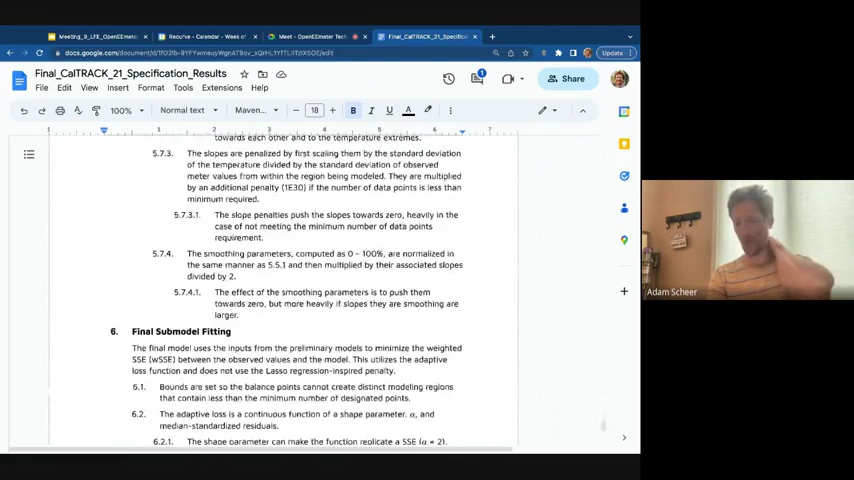 Meeting_9_LFE_OpenEEmeter
Recurve - Calendar - Week of
Meet - OpenEEmeter Tech
Final_CalTRACK_21_Specificatio
Update
Final_CalTRACK_21_Specification_Results
File Edit View Insert Format Tools Extensions Help
1
Share
100% Normal text Maven... 18 B I U A
1 1 2 3 4 5 6 7
towards each other and to the temperature extremes.
5.7.3. The slopes are penalized by first scaling them by the standard deviation
of the temperature divided by the standard deviation of observed
meter values from within the region being modeled. They are multiplied
by an additional penalty (1E30) if the number of data points is less than
minimum required.
5.7.3.1. The slope penalties push the slopes towards zero, heavily in the
case of not meeting the minimum number of data points
requirement.
5.7.4. The smoothing parameters, computed as 0 – 100%, are normalized in
the same manner as 5.5.1 and then multiplied by their associated slopes
divided by 2.
5.7.4.1. The effect of the smoothing parameters is to push them
towards zero, but more heavily if slopes they are smoothing are
larger.
6. Final Submodel Fitting
The final model uses the inputs from the preliminary models to minimize the weighted
SSE (wSSE) between the observed values and the model. This utilizes the adaptive
loss function and does not use the Lasso regression-inspired penalty.
6.1. Bounds are set so the balance points cannot create distinct modeling regions
that contain less than the minimum number of designated points.
6.2. The adaptive loss is a continuous function of a shape parameter, α, and
median-standardized residuals.
6.2.1. The shape parameter can make the function replicate a SSE (α = 2),
Adam Scheer